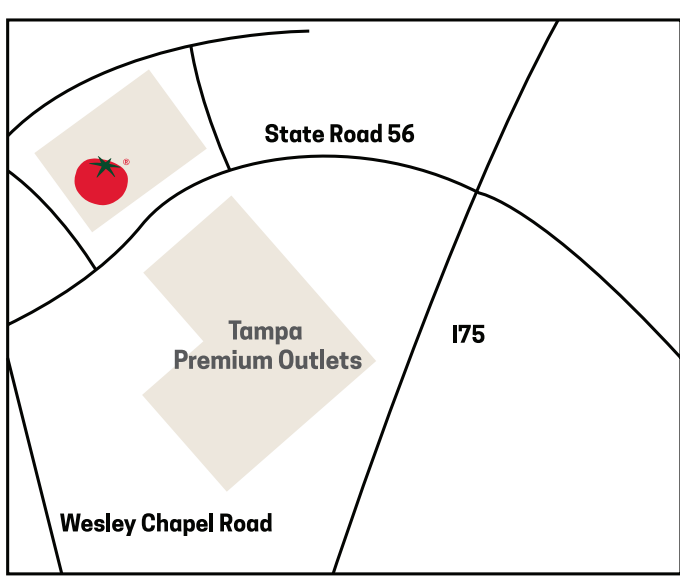 ®
State Road 56
Tampa
Premium Outlets
I75
Wesley Chapel Road